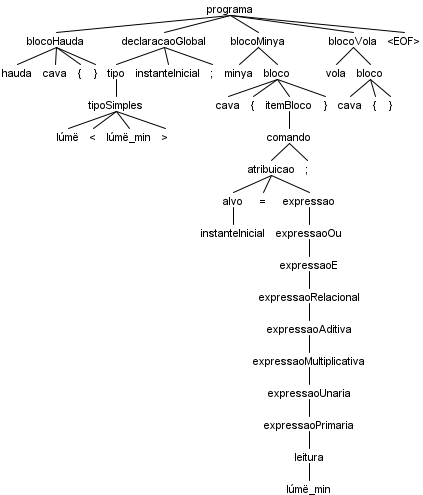 programa
blocoHauda declaracaoGlobal blocoMinya blocoVola <EOF>
hauda cava { } tipo instanteInicial ; minya bloco vola bloco
tipoSimples cava { itemBloco } cava { }
lúmë < lúmë_min > comando
atribuicao ;
alvo = expressao
instanteInicial expressaoOu
expressaoE
expressaoRelacional
expressaoAditiva
expressaoMultiplicativa
expressaoUnaria
expressaoPrimaria
leitura
lúmë_min